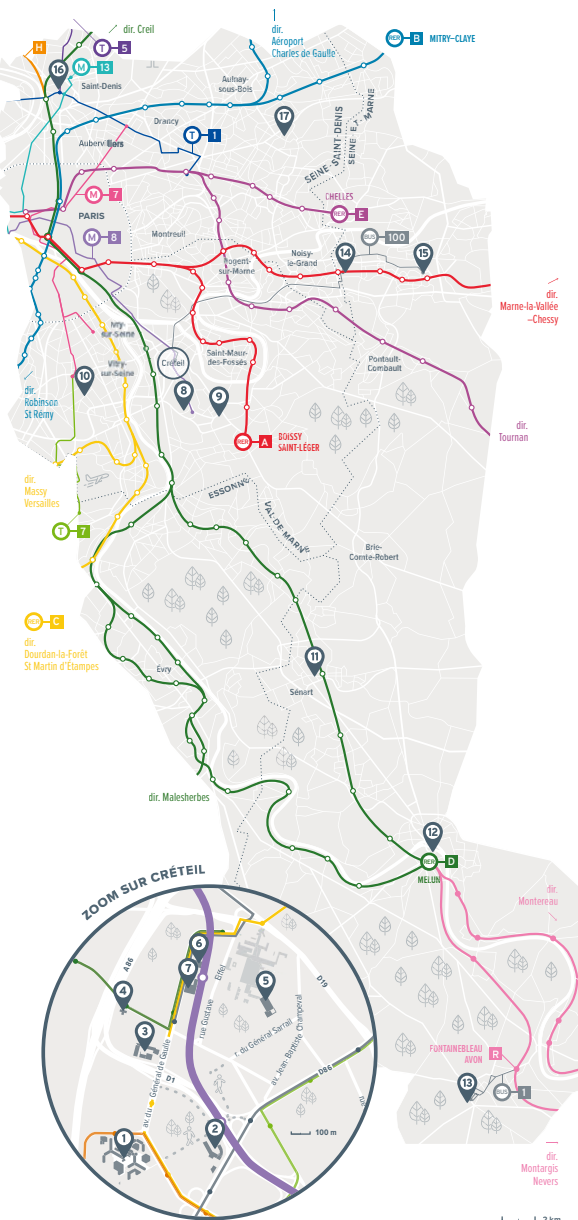 dir. Creil
dir.
Aéroport
Charles de Gaulle
RER B MITRY–CLAYE
H
T 5
M 13
16
Saint-Denis
Aulnay-
sous-Bois
Drancy
17
T 1
SEINE-SAINT-DENIS
SEINE-ET-MARNE
M 7
CHELLES
RER E
PARIS
M 8
Montreuil
BUS 100
Nogent-
sur-Marne
Noisy-
le-Grand
14
15
dir.
Marne-la-Vallée
–Chessy
Ivry-
sur-Seine
Vitry-
sur-Seine
Créteil
Saint-Maur-
des-Fossés
Pontault-
Combault
10
8
9
dir.
Robinson
St Rémy
RER A BOISSY
SAINT-LÉGER
dir.
Tournan
dir.
Massy
Versailles
ESSONNE
VAL DE MARNE
T 7
Brie-
Comte-Robert
RER C
dir.
Dourdan-la-Forêt
St Martin d'Étampes
11
Évry
Sénart
dir. Malesherbes
12
RER D
MELUN
dir.
Montereau
ZOOM SUR CRÉTEIL
A86
6
7
Eiffel
5
D19
4
rue Gustave
3
r. du Général Sarrail
av. Jean-Baptiste Champeval
av. du Général de Gaulle
D1
D86
rue
2
1
100 m
FONTAINEBLEAU
AVON
R
13
BUS 1
dir.
Montargis
Nevers
2 km